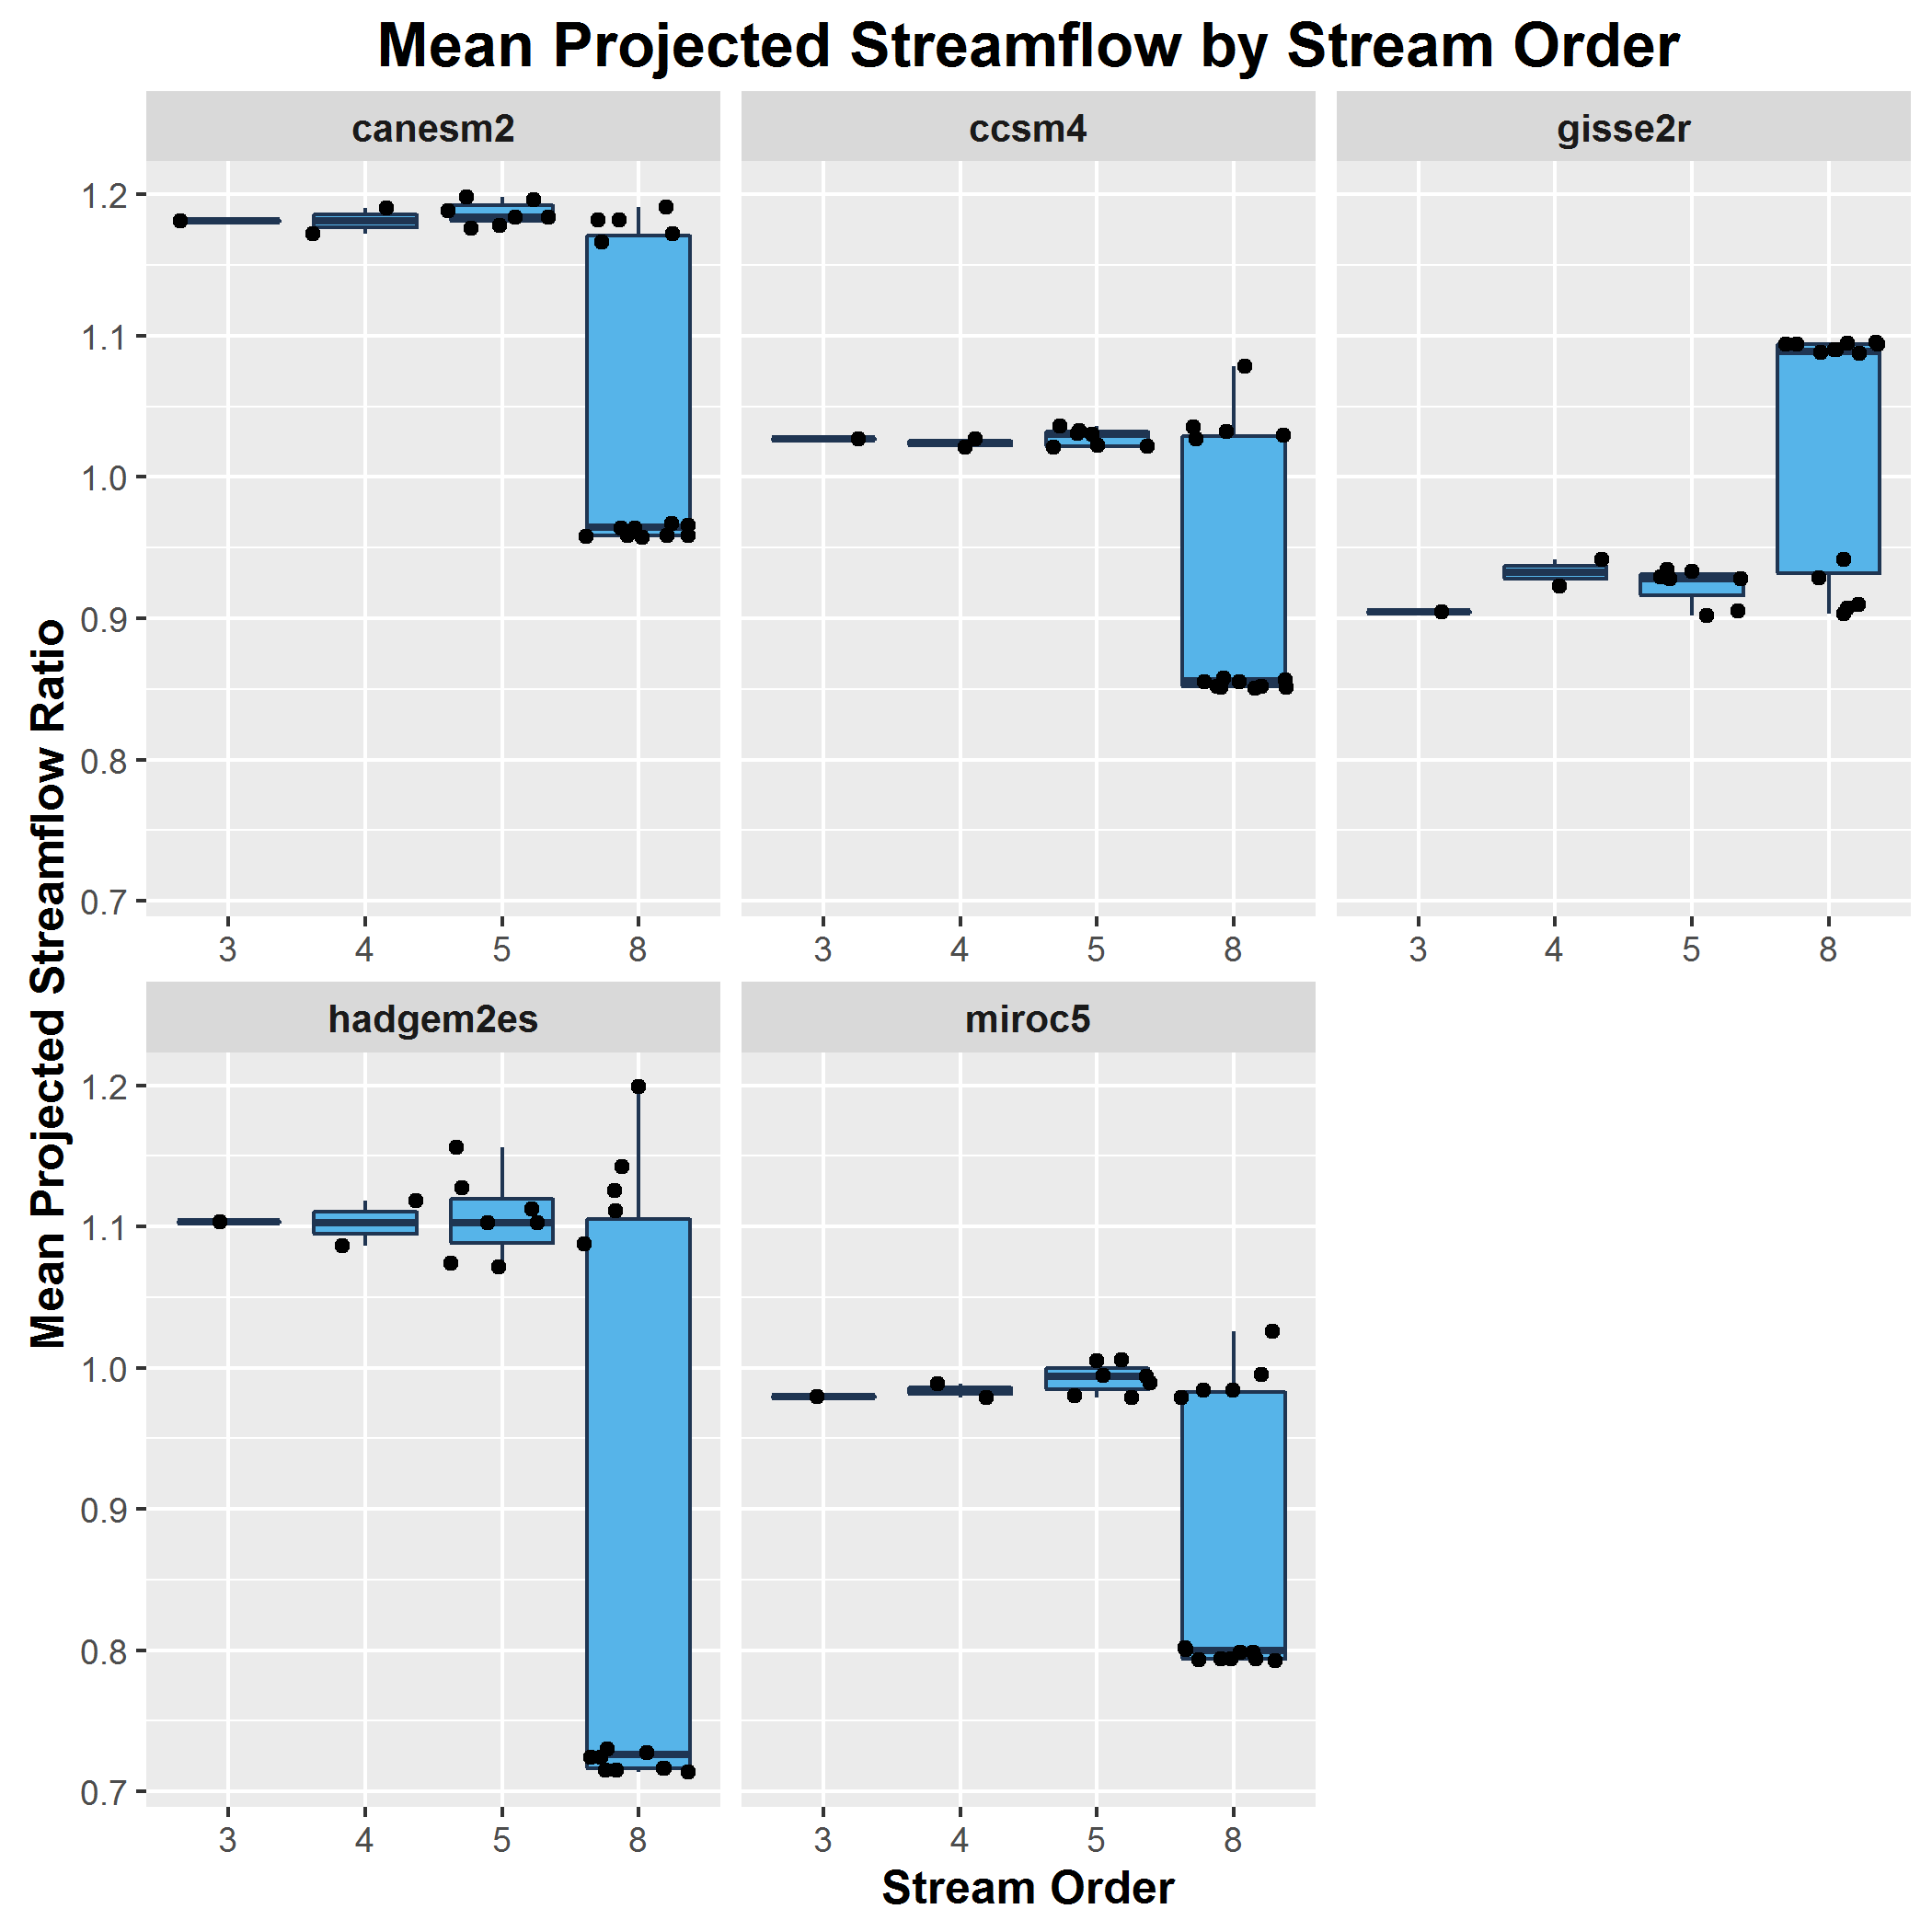 Mean Projected Streamflow by Stream Order
canesm2
ccsm4
gisse2r
1.2
1.1
1.0
0.9
0.8
0.7
3 4 5 8
3 4 5 8
3 4 5 8
Mean Projected Streamflow Ratio
hadgem2es
miroc5
1.2
1.1
1.0
0.9
0.8
0.7
3 4 5 8
3 4 5 8
Stream Order